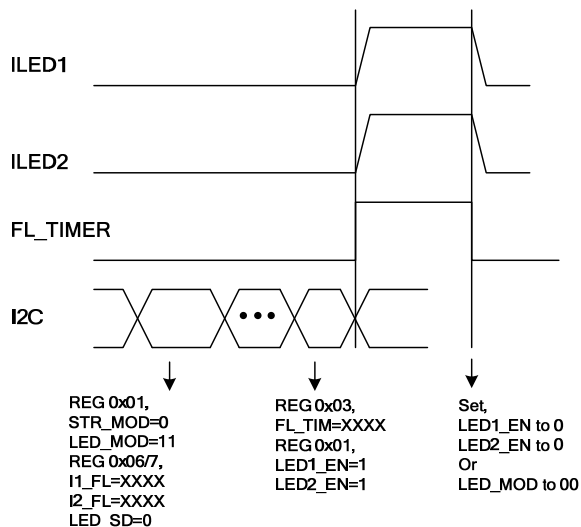 ILED1
ILED2
FL_TIMER
I2C
•••
REG 0x01,
STR_MOD=0
LED_MOD=11
REG 0x06/7,
I1_FL=XXXX
I2_FL=XXXX
LED_SD=0
REG 0x03,
FL_TIM=XXXX
REG 0x01,
LED1_EN=1
LED2_EN=1
Set,
LED1_EN to 0
LED2_EN to 0
Or
LED_MOD to 00